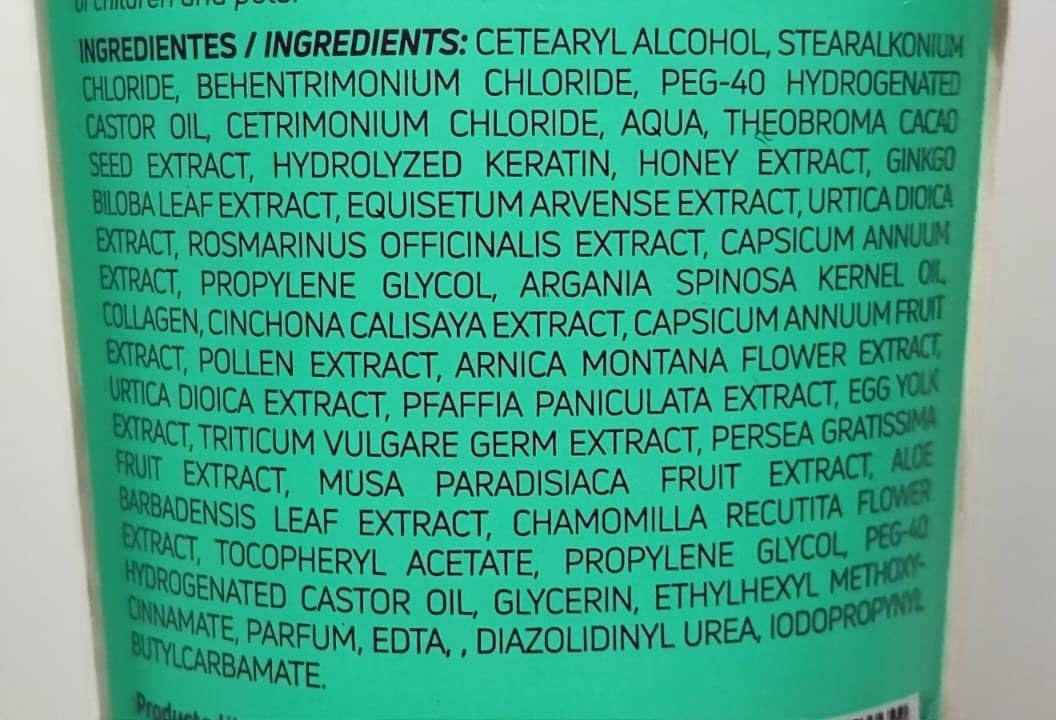 of children and pets.
INGREDIENTES / INGREDIENTS: CETEARYL ALCOHOL, STEARALKONIUM
CHLORIDE, BEHENTRIMONIUM CHLORIDE, PEG-40 HYDROGENATED
CASTOR OIL, CETRIMONIUM CHLORIDE, AQUA, THEOBROMA CACAO
SEED EXTRACT, HYDROLYZED KERATIN, HONEY EXTRACT, GINKGO
BILOBA LEAF EXTRACT, EQUISETUM ARVENSE EXTRACT, URTICA DIOICA
EXTRACT, ROSMARINUS OFFICINALIS EXTRACT, CAPSICUM ANNUUM
EXTRACT, PROPYLENE GLYCOL, ARGANIA SPINOSA KERNEL OIL,
COLLAGEN, CINCHONA CALISAYA EXTRACT, CAPSICUM ANNUUM FRUIT
EXTRACT, POLLEN EXTRACT, ARNICA MONTANA FLOWER EXTRACT,
URTICA DIOICA EXTRACT, PFAFFIA PANICULATA EXTRACT, EGG YOLK
EXTRACT, TRITICUM VULGARE GERM EXTRACT, PERSEA GRATISSIMA
FRUIT EXTRACT, MUSA PARADISIACA FRUIT EXTRACT, ALOE
BARBADENSIS LEAF EXTRACT, CHAMOMILLA RECUTITA FLOWER
EXTRACT, TOCOPHERYL ACETATE, PROPYLENE GLYCOL, PEG-40
HYDROGENATED CASTOR OIL, GLYCERIN, ETHYLHEXYL METHOXY-
CINNAMATE, PARFUM, EDTA, , DIAZOLIDINYL UREA, IODOPROPYNYL
BUTYLCARBAMATE.